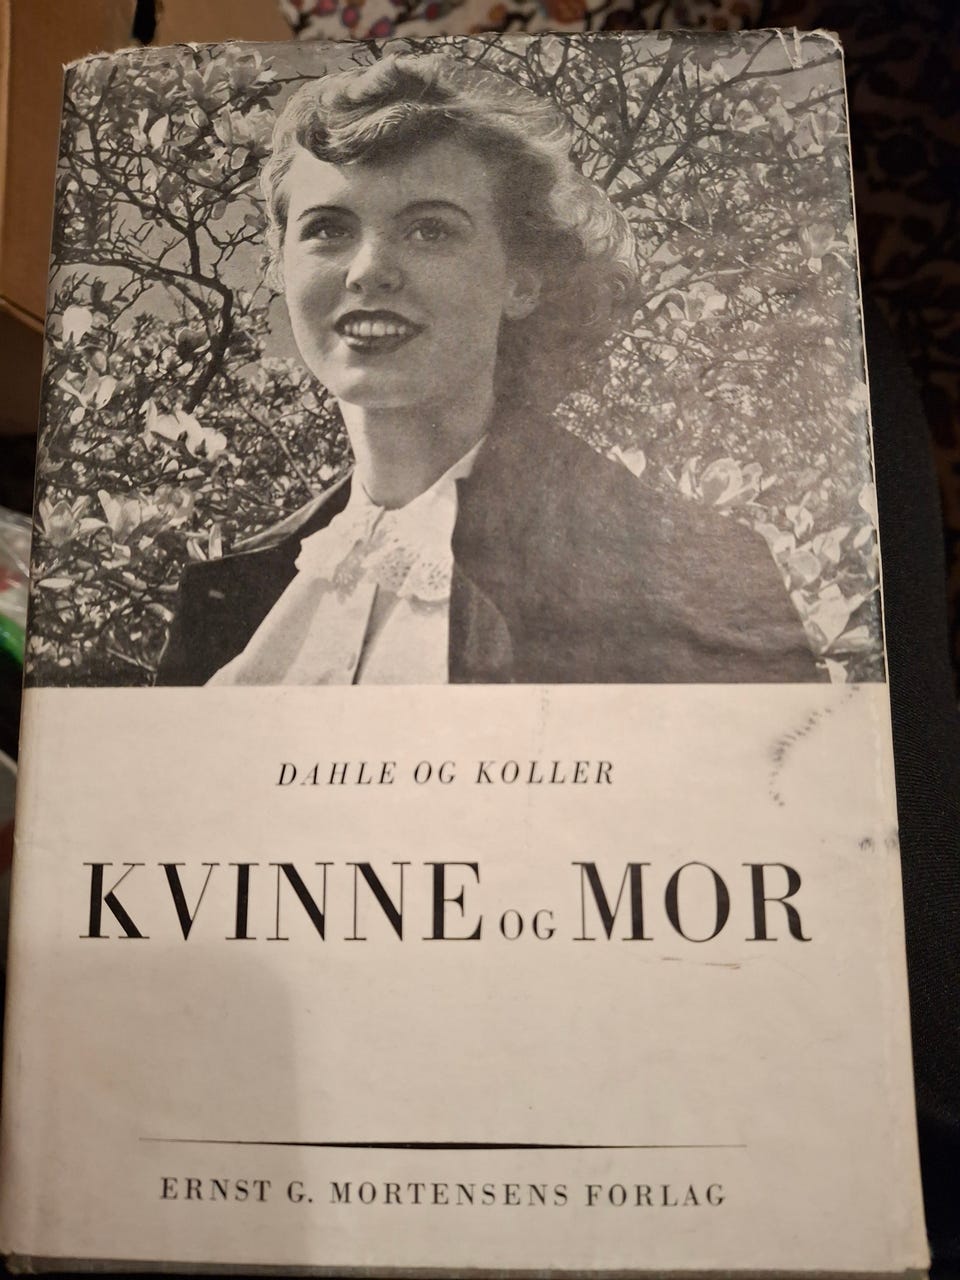 DAHLE OG KOLLER
KVINNE OG MOR
ERNST G. MORTENSENS FORLAG